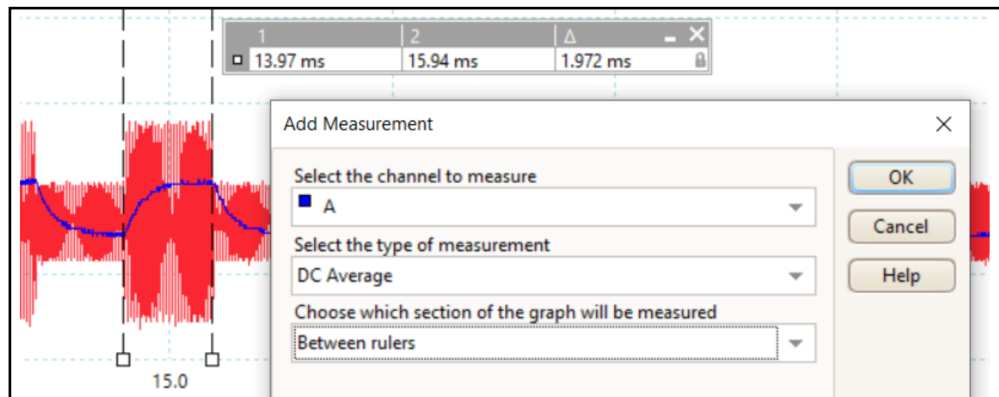 1 2 Δ
13.97 ms 15.94 ms 1.972 ms
Add Measurement
Select the channel to measure
A
OK
Select the type of measurement
Cancel
DC Average
Help
Choose which section of the graph will be measured
Between rulers
15.0